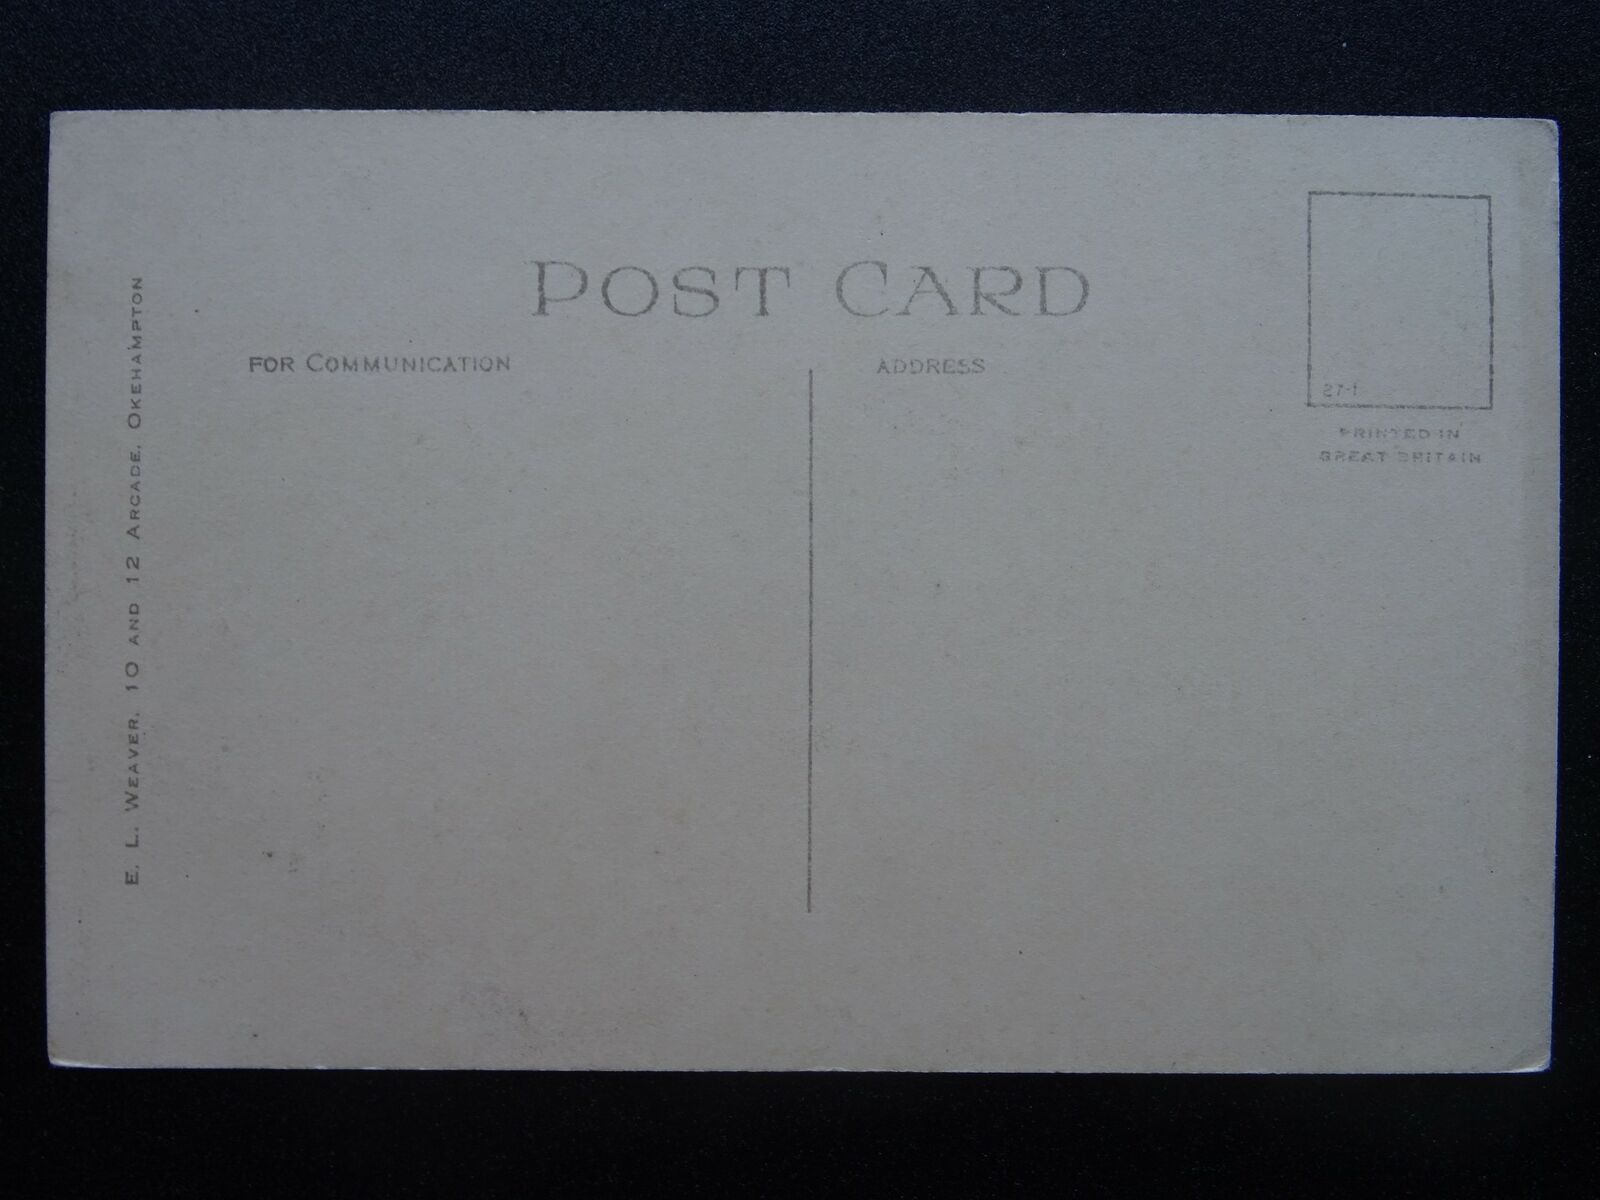 POST CARD
FOR COMMUNICATION
ADDRESS
27-1
PRINTED IN
GREAT BRITAIN
E. L. WEAVER, 10 AND 12 ARCADE, OKEHAMPTON